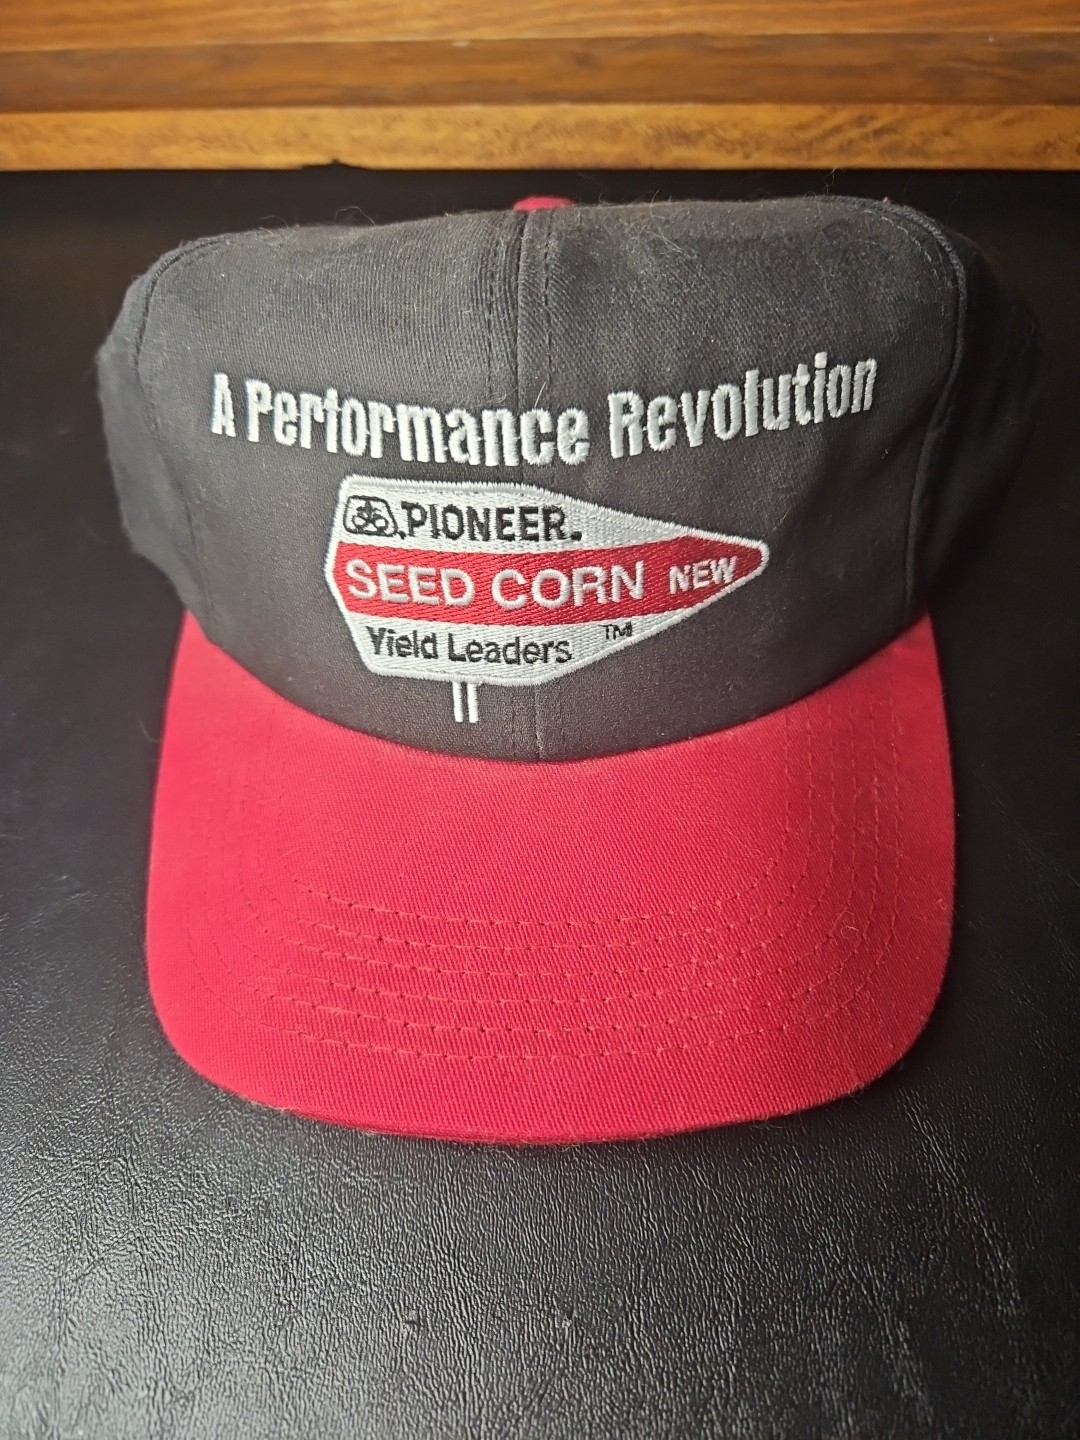 A Performance Revolution
PIONEER.
SEED CORN NEW
Yield Leaders ™